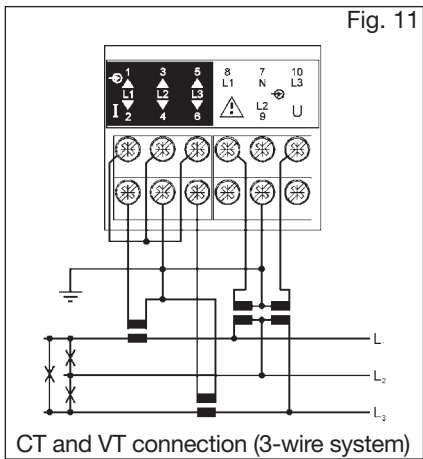 Fig. 11
1 3 5 8 7 10
L1 N L3
L1 L2 L3
I L2 U
2 4 6 9
L
L2
L3
CT and VT connection (3-wire system)